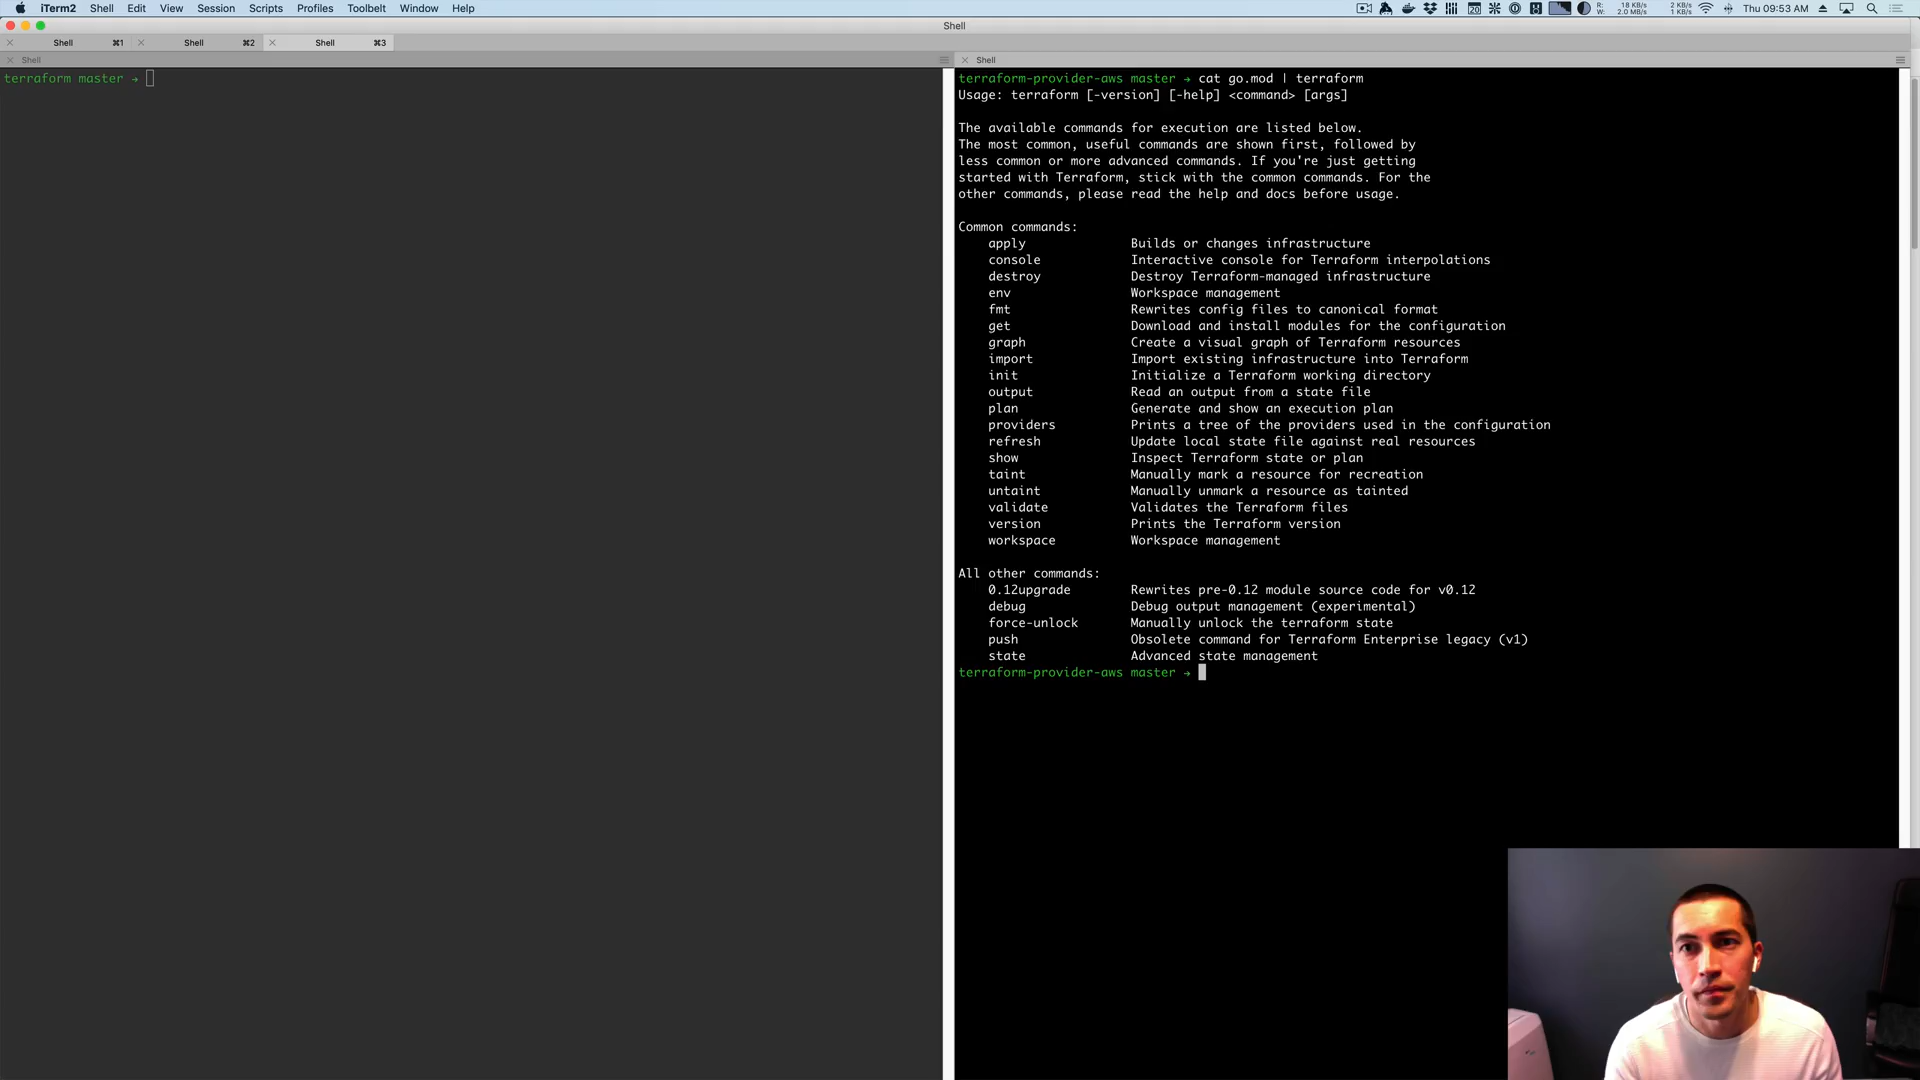 iTerm2 Shell Edit View Session Scripts Profiles Toolbelt Window Help
R: 18 KB/s 2 KB/s
W: 2.0 MB/s 1 KB/s
20
Thu 09:53 AM
Shell
Shell ⌘1 Shell ⌘2 Shell ⌘3
Shell
terraform master →
Shell
terraform-provider-aws master → cat go.mod | terraform
Usage: terraform [-version] [-help] <command> [args]
The available commands for execution are listed below.
The most common, useful commands are shown first, followed by
less common or more advanced commands. If you're just getting
started with Terraform, stick with the common commands. For the
other commands, please read the help and docs before usage.
Common commands:
apply Builds or changes infrastructure
console Interactive console for Terraform interpolations
destroy Destroy Terraform-managed infrastructure
env Workspace management
fmt Rewrites config files to canonical format
get Download and install modules for the configuration
graph Create a visual graph of Terraform resources
import Import existing infrastructure into Terraform
init Initialize a Terraform working directory
output Read an output from a state file
plan Generate and show an execution plan
providers Prints a tree of the providers used in the configuration
refresh Update local state file against real resources
show Inspect Terraform state or plan
taint Manually mark a resource for recreation
untaint Manually unmark a resource as tainted
validate Validates the Terraform files
version Prints the Terraform version
workspace Workspace management
All other commands:
0.12upgrade Rewrites pre-0.12 module source code for v0.12
debug Debug output management (experimental)
force-unlock Manually unlock the terraform state
push Obsolete command for Terraform Enterprise legacy (v1)
state Advanced state management
terraform-provider-aws master →